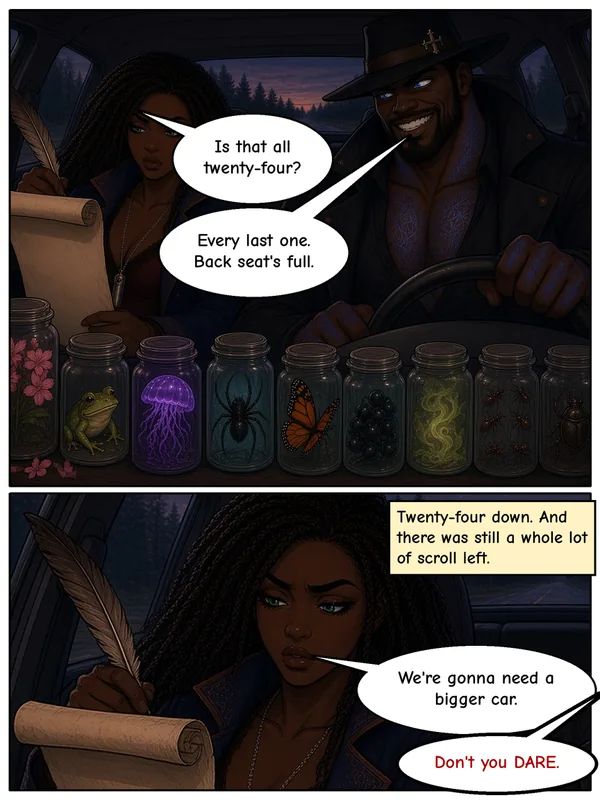 Is that all
twenty-four?
Every last one.
Back seat's full.
Twenty-four down. And
there was still a whole lot
of scroll left.
We're gonna need a
bigger car.
Don't you DARE.